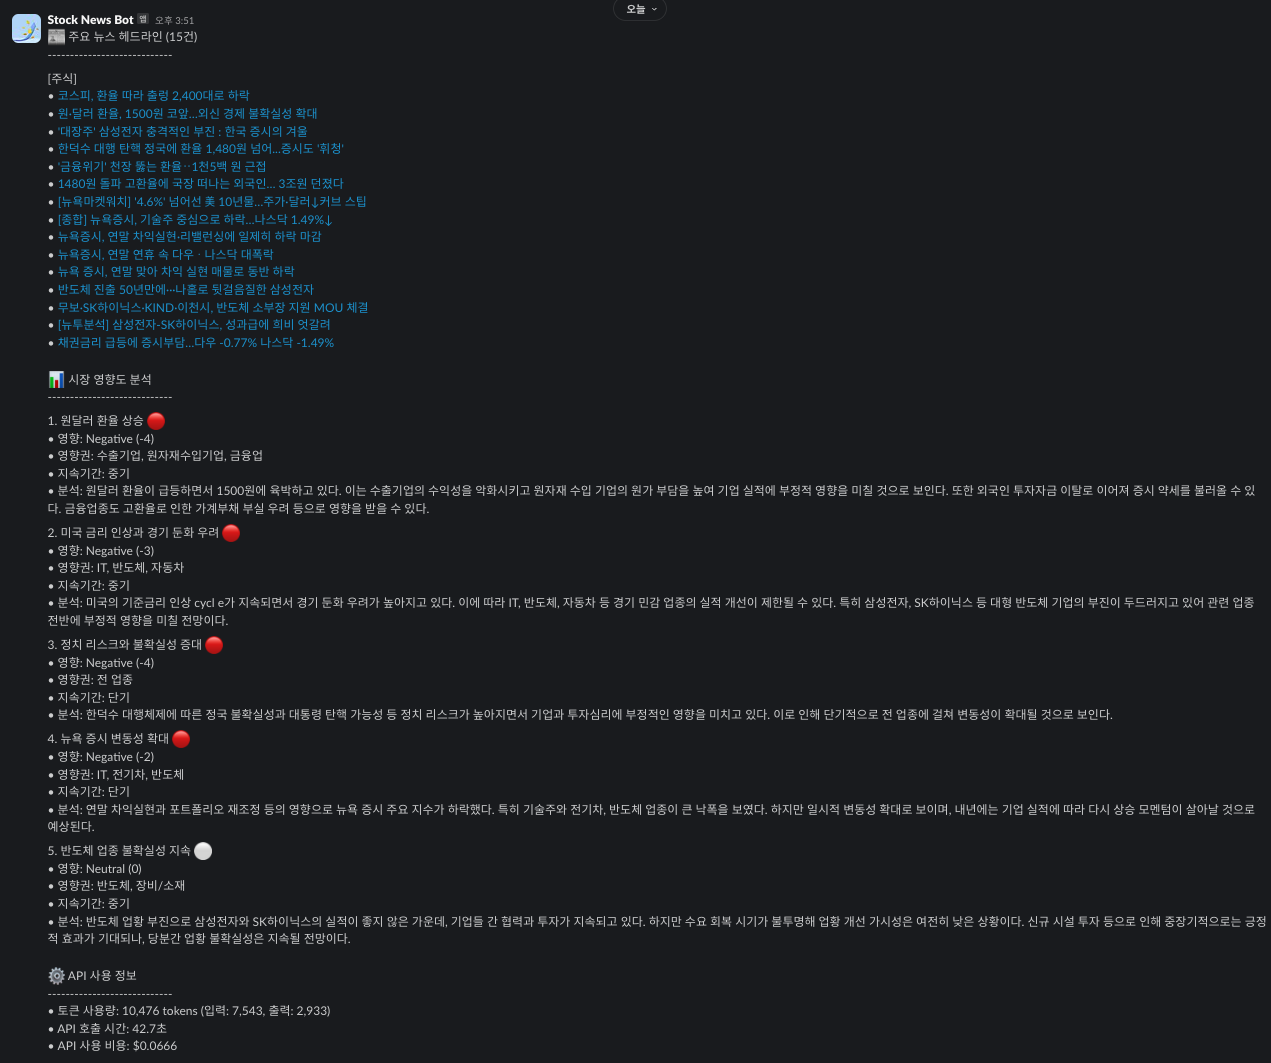 오늘
Stock News Bot 앱 오후 3:51
주요 뉴스 헤드라인 (15건)
----------------------------
[주식]
• 코스피, 환율 따라 출렁 2,400대로 하락
• 원·달러 환율, 1500원 코앞...외신 경제 불확실성 확대
• '대장주' 삼성전자 충격적인 부진 : 한국 증시의 겨울
• 한덕수 대행 탄핵 정국에 환율 1,480원 넘어...증시도 '휘청'
• '금융위기' 천장 뚫는 환율··1천5백 원 근접
• 1480원 돌파 고환율에 국장 떠나는 외국인... 3조원 던졌다
• [뉴욕마켓워치] '4.6%' 넘어선 美 10년물...주가·달러↓커브 스팁
• [종합] 뉴욕증시, 기술주 중심으로 하락...나스닥 1.49%↓
• 뉴욕증시, 연말 차익실현·리밸런싱에 일제히 하락 마감
• 뉴욕증시, 연말 연휴 속 다우ㆍ나스닥 대폭락
• 뉴욕 증시, 연말 맞아 차익 실현 매물로 동반 하락
• 반도체 진출 50년만에…나홀로 뒷걸음질한 삼성전자
• 무보·SK하이닉스·KIND·이천시, 반도체 소부장 지원 MOU 체결
• [뉴투분석] 삼성전자-SK하이닉스, 성과급에 희비 엇갈려
• 채권금리 급등에 증시부담...다우 -0.77% 나스닥 -1.49%
시장 영향도 분석
----------------------------
1. 원달러 환율 상승
• 영향: Negative (-4)
• 영향권: 수출기업, 원자재수입기업, 금융업
• 지속기간: 중기
• 분석: 원달러 환율이 급등하면서 1500원에 육박하고 있다. 이는 수출기업의 수익성을 악화시키고 원자재 수입 기업의 원가 부담을 높여 기업 실적에 부정적 영향을 미칠 것으로 보인다. 또한 외국인 투자자금 이탈로 이어져 증시 약세를 불러올 수 있
다. 금융업종도 고환율로 인한 가계부채 부실 우려 등으로 영향을 받을 수 있다.
2. 미국 금리 인상과 경기 둔화 우려
• 영향: Negative (-3)
• 영향권: IT, 반도체, 자동차
• 지속기간: 중기
• 분석: 미국의 기준금리 인상 cycl e가 지속되면서 경기 둔화 우려가 높아지고 있다. 이에 따라 IT, 반도체, 자동차 등 경기 민감 업종의 실적 개선이 제한될 수 있다. 특히 삼성전자, SK하이닉스 등 대형 반도체 기업의 부진이 두드러지고 있어 관련 업종
전반에 부정적 영향을 미칠 전망이다.
3. 정치 리스크와 불확실성 증대
• 영향: Negative (-4)
• 영향권: 전 업종
• 지속기간: 단기
• 분석: 한덕수 대행체제에 따른 정국 불확실성과 대통령 탄핵 가능성 등 정치 리스크가 높아지면서 기업과 투자심리에 부정적인 영향을 미치고 있다. 이로 인해 단기적으로 전 업종에 걸쳐 변동성이 확대될 것으로 보인다.
4. 뉴욕 증시 변동성 확대
• 영향: Negative (-2)
• 영향권: IT, 전기차, 반도체
• 지속기간: 단기
• 분석: 연말 차익실현과 포트폴리오 재조정 등의 영향으로 뉴욕 증시 주요 지수가 하락했다. 특히 기술주와 전기차, 반도체 업종이 큰 낙폭을 보였다. 하지만 일시적 변동성 확대로 보이며, 내년에는 기업 실적에 따라 다시 상승 모멘텀이 살아날 것으로
예상된다.
5. 반도체 업종 불확실성 지속
• 영향: Neutral (0)
• 영향권: 반도체, 장비/소재
• 지속기간: 중기
• 분석: 반도체 업황 부진으로 삼성전자와 SK하이닉스의 실적이 좋지 않은 가운데, 기업들 간 협력과 투자가 지속되고 있다. 하지만 수요 회복 시기가 불투명해 업황 개선 가시성은 여전히 낮은 상황이다. 신규 시설 투자 등으로 인해 중장기적으로는 긍정
적 효과가 기대되나, 당분간 업황 불확실성은 지속될 전망이다.
API 사용 정보
----------------------------
• 토큰 사용량: 10,476 tokens (입력: 7,543, 출력: 2,933)
• API 호출 시간: 42.7초
• API 사용 비용: $0.0666